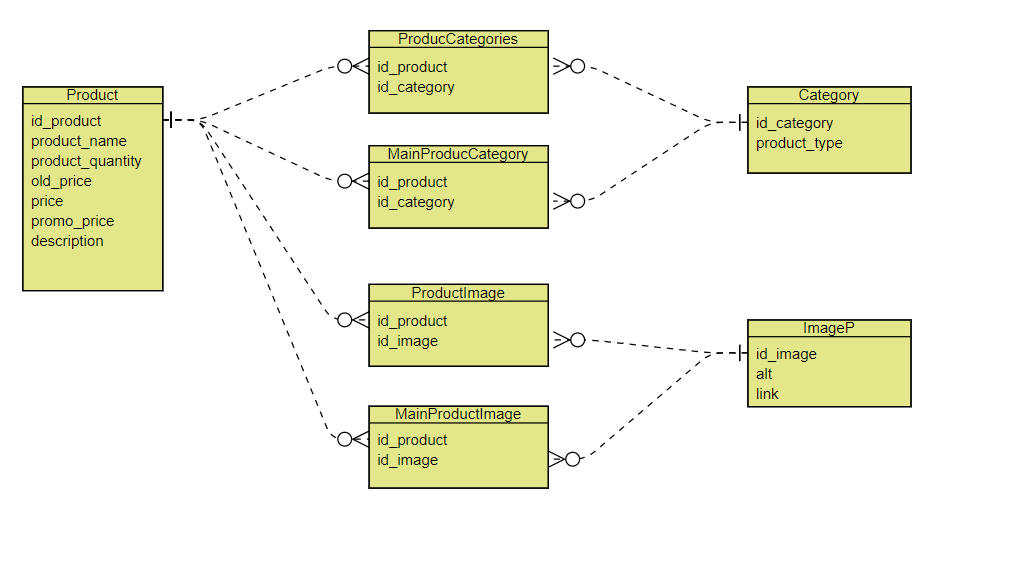 Product
id_product
product_name
product_quantity
old_price
price
promo_price
description
ProducCategories
id_product
id_category
MainProducCategory
id_product
id_category
ProductImage
id_product
id_image
MainProductImage
id_product
id_image
Category
id_category
product_type
ImageP
id_image
alt
link